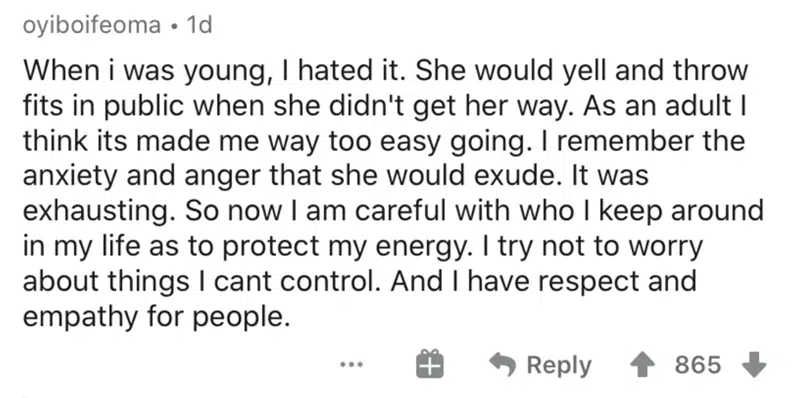 oyiboifeoma • 1d
When i was young, I hated it. She would yell and throw
fits in public when she didn't get her way. As an adult I
think its made me way too easy going. I remember the
anxiety and anger that she would exude. It was
exhausting. So now I am careful with who I keep around
in my life as to protect my energy. I try not to worry
about things I cant control. And I have respect and
empathy for people.
... Reply 865